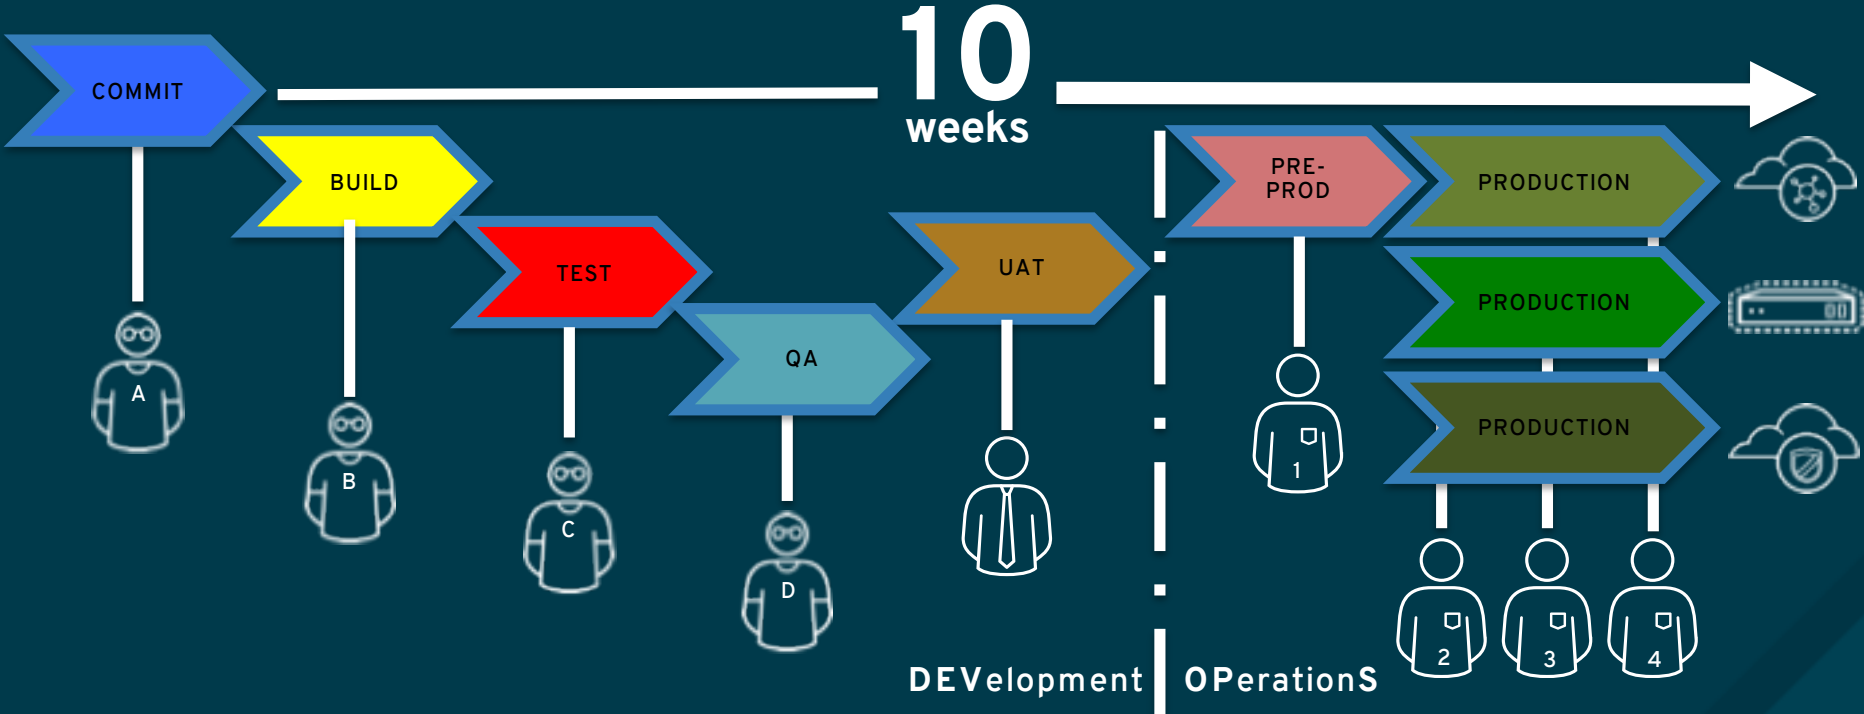 10
weeks
COMMIT
BUILD
TEST
QA
UAT
PRE-
PROD
PRODUCTION
PRODUCTION
PRODUCTION
A
B
C
D
1
2
3
4
DEVelopment
OPerationS